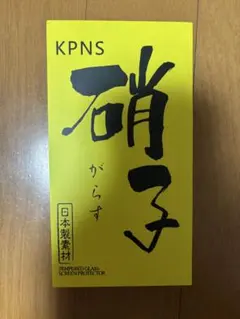 KPNS
硝子
がらす
日本製素材
TEMPERED GLASS
SCREEN PROTECTOR